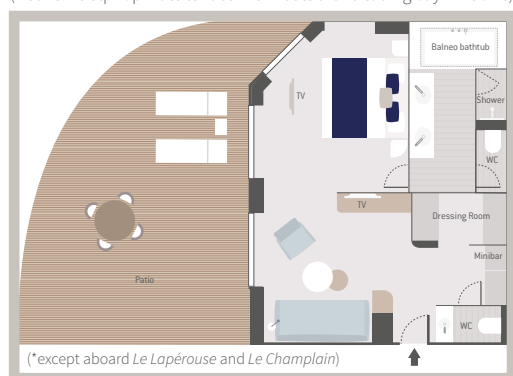 Balneo bathtub
TV
Shower
WC
TV
Dressing Room
Minibar
Patio
WC
(*except aboard Le Lapérouse and Le Champlain)